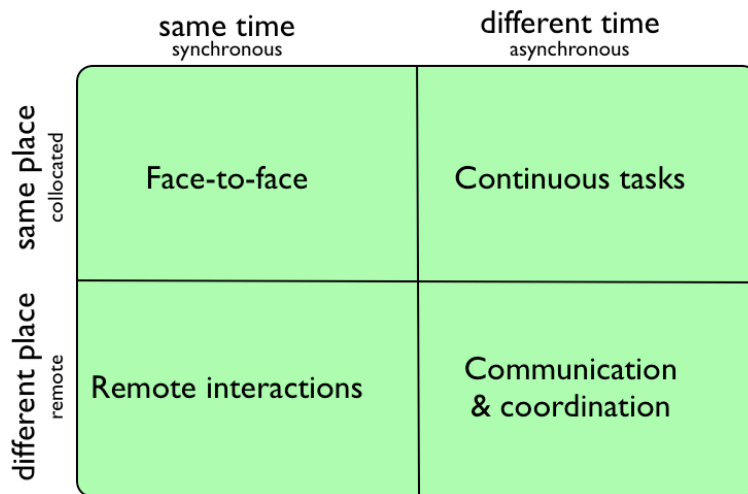 same time
synchronous
different time
asynchronous
same place
collocated
Face-to-face
Continuous tasks
different place
remote
Remote interactions
Communication
& coordination